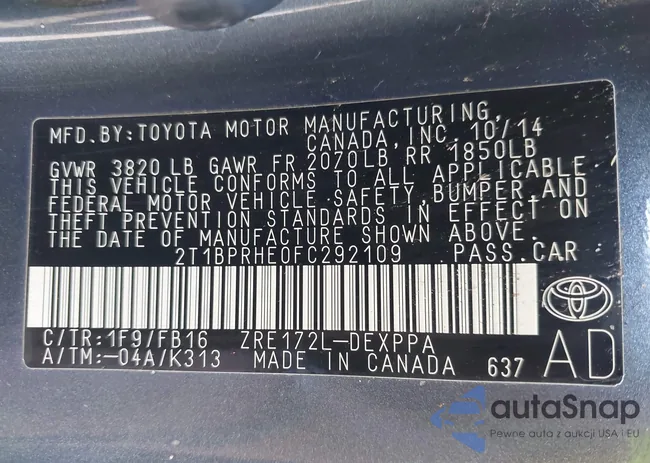 MFD.BY:TOYOTA MOTOR MANUFACTURING,
CANADA,INC. 10/14
GVWR 3820 LB GAWR FR 2070LB, RR 1850LB
THIS VEHICLE CONFORMS TO ALL APPLICABLE
FEDERAL MOTOR VEHICLE SAFETY,BUMPER,AND
THEFT PREVENTION STANDARDS IN EFFECT ON
THE DATE OF MANUFACTURE SHOWN ABOVE.
2T1BPRHE0FC292109 PASS.CAR
C/TR:1F9/FB16 ZRE172L-DEXPPA
A/TM:-04A/K313 MADE IN CANADA 637 AD
autaSnap
Pewne auta z aukcji USA i EU